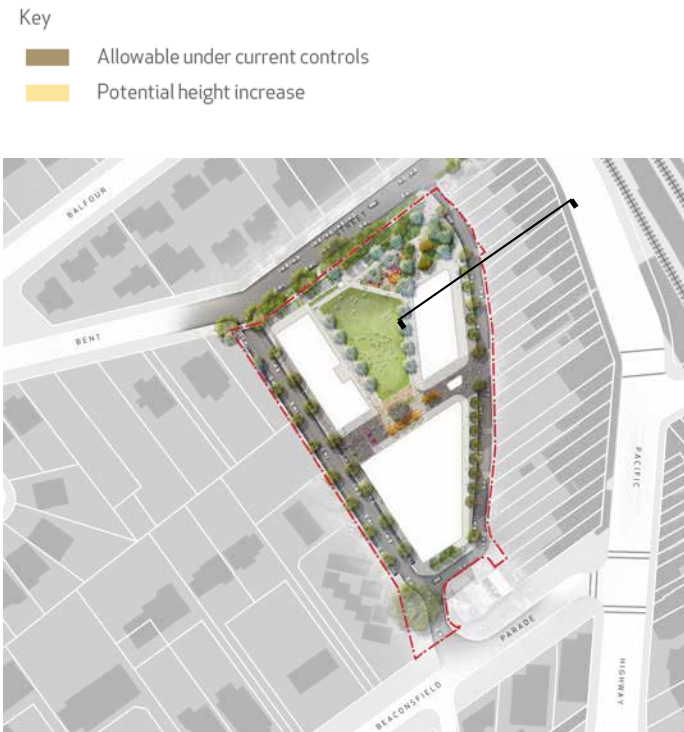 Key
Allowable under current controls
Potential height increase
BALFOUR
STREET
BENT
PACIFIC
PARADE
HIGHWAY
BEACONSFIELD